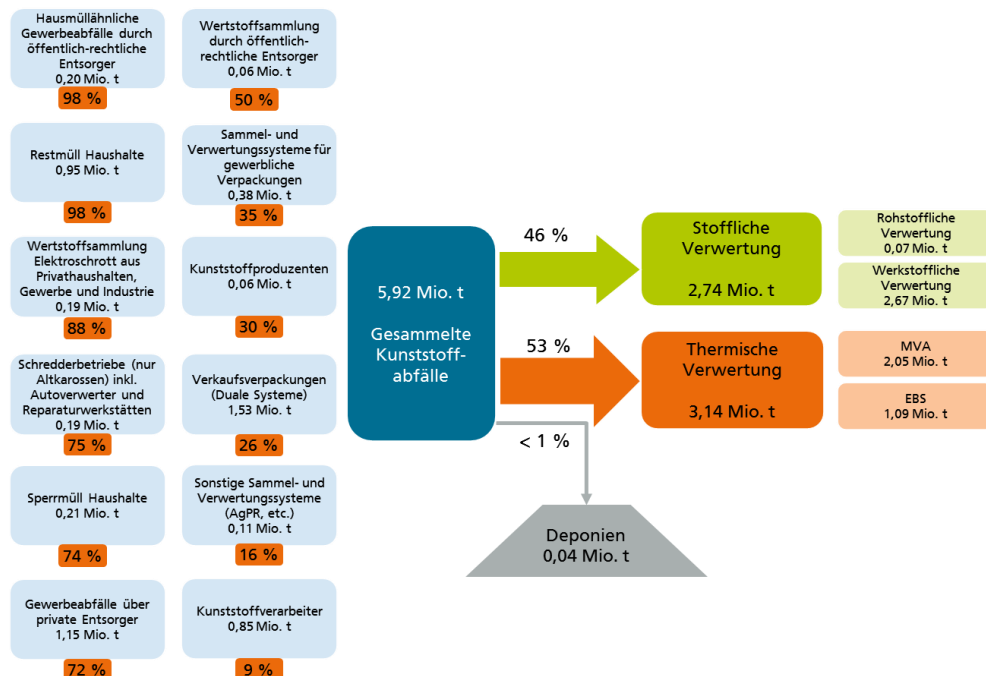 Hausmüllähnliche
Gewerbeabfälle durch
öffentlich-rechtliche
Entsorger
0,20 Mio. t
98 %
Wertstoffsammlung
durch öffentlich-
rechtliche Entsorger
0,06 Mio. t
50 %
Restmüll Haushalte
0,95 Mio. t
98 %
Sammel- und
Verwertungssysteme für
gewerbliche
Verpackungen
0,38 Mio. t
35 %
Wertstoffsammlung
Elektroschrott aus
Privathaushalten,
Gewerbe und Industrie
0,19 Mio. t
88 %
Kunststoffproduzenten
0,06 Mio. t
30 %
Schredderbetriebe (nur
Altkarossen) inkl.
Autoverwerter und
Reparaturwerkstätten
0,19 Mio. t
75 %
Verkaufsverpackungen
(Duale Systeme)
1,53 Mio. t
26 %
Sperrmüll Haushalte
0,21 Mio. t
74 %
Sonstige Sammel- und
Verwertungssysteme
(AgPR, etc.)
0,11 Mio. t
16 %
Gewerbeabfälle über
private Entsorger
1,15 Mio. t
72 %
Kunststoffverarbeiter
0,85 Mio. t
9 %
5,92 Mio. t
Gesammelte
Kunststoff-
abfälle
46 %
Stoffliche
Verwertung
2,74 Mio. t
Rohstoffliche
Verwertung
0,07 Mio. t
Werkstoffliche
Verwertung
2,67 Mio. t
53 %
Thermische
Verwertung
3,14 Mio. t
MVA
2,05 Mio. t
EBS
1,09 Mio. t
< 1 %
Deponien
0,04 Mio. t